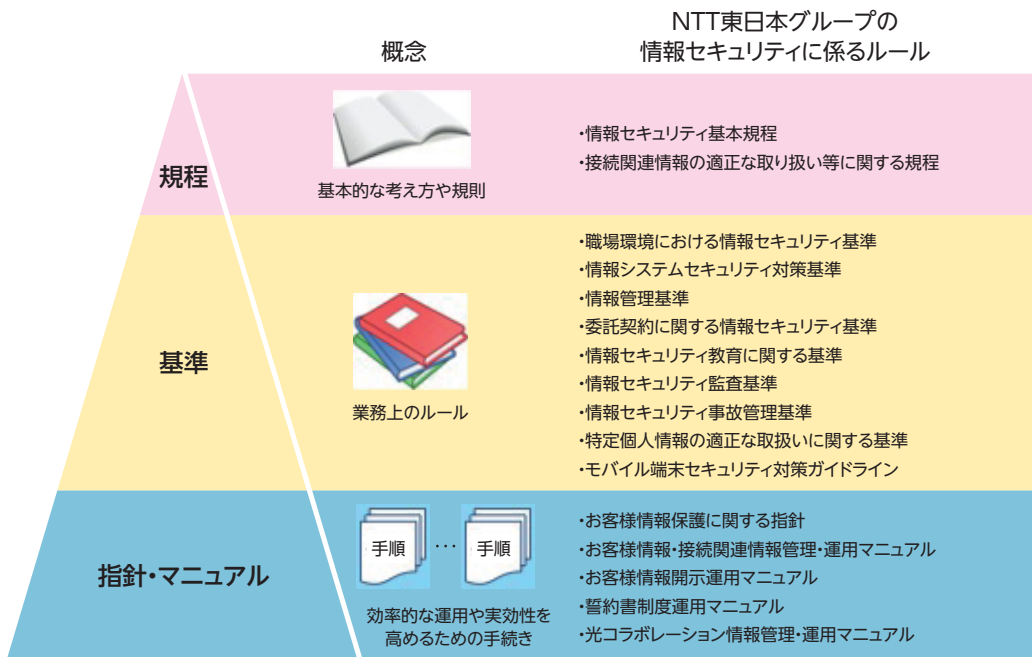 概念
NTT東日本グループの
情報セキュリティに係るルール
規程
基本的な考え方や規則
・情報セキュリティ基本規程
・接続関連情報の適正な取り扱い等に関する規程
基準
業務上のルール
・職場環境における情報セキュリティ基準
・情報システムセキュリティ対策基準
・情報管理基準
・委託契約に関する情報セキュリティ基準
・情報セキュリティ教育に関する基準
・情報セキュリティ監査基準
・情報セキュリティ事故管理基準
・特定個人情報の適正な取扱いに関する基準
・モバイル端末セキュリティ対策ガイドライン
指針・マニュアル
手順 … 手順
効率的な運用や実効性を
高めるための手続き
・お客様情報保護に関する指針
・お客様情報・接続関連情報管理・運用マニュアル
・お客様情報開示運用マニュアル
・誓約書制度運用マニュアル
・光コラボレーション情報管理・運用マニュアル